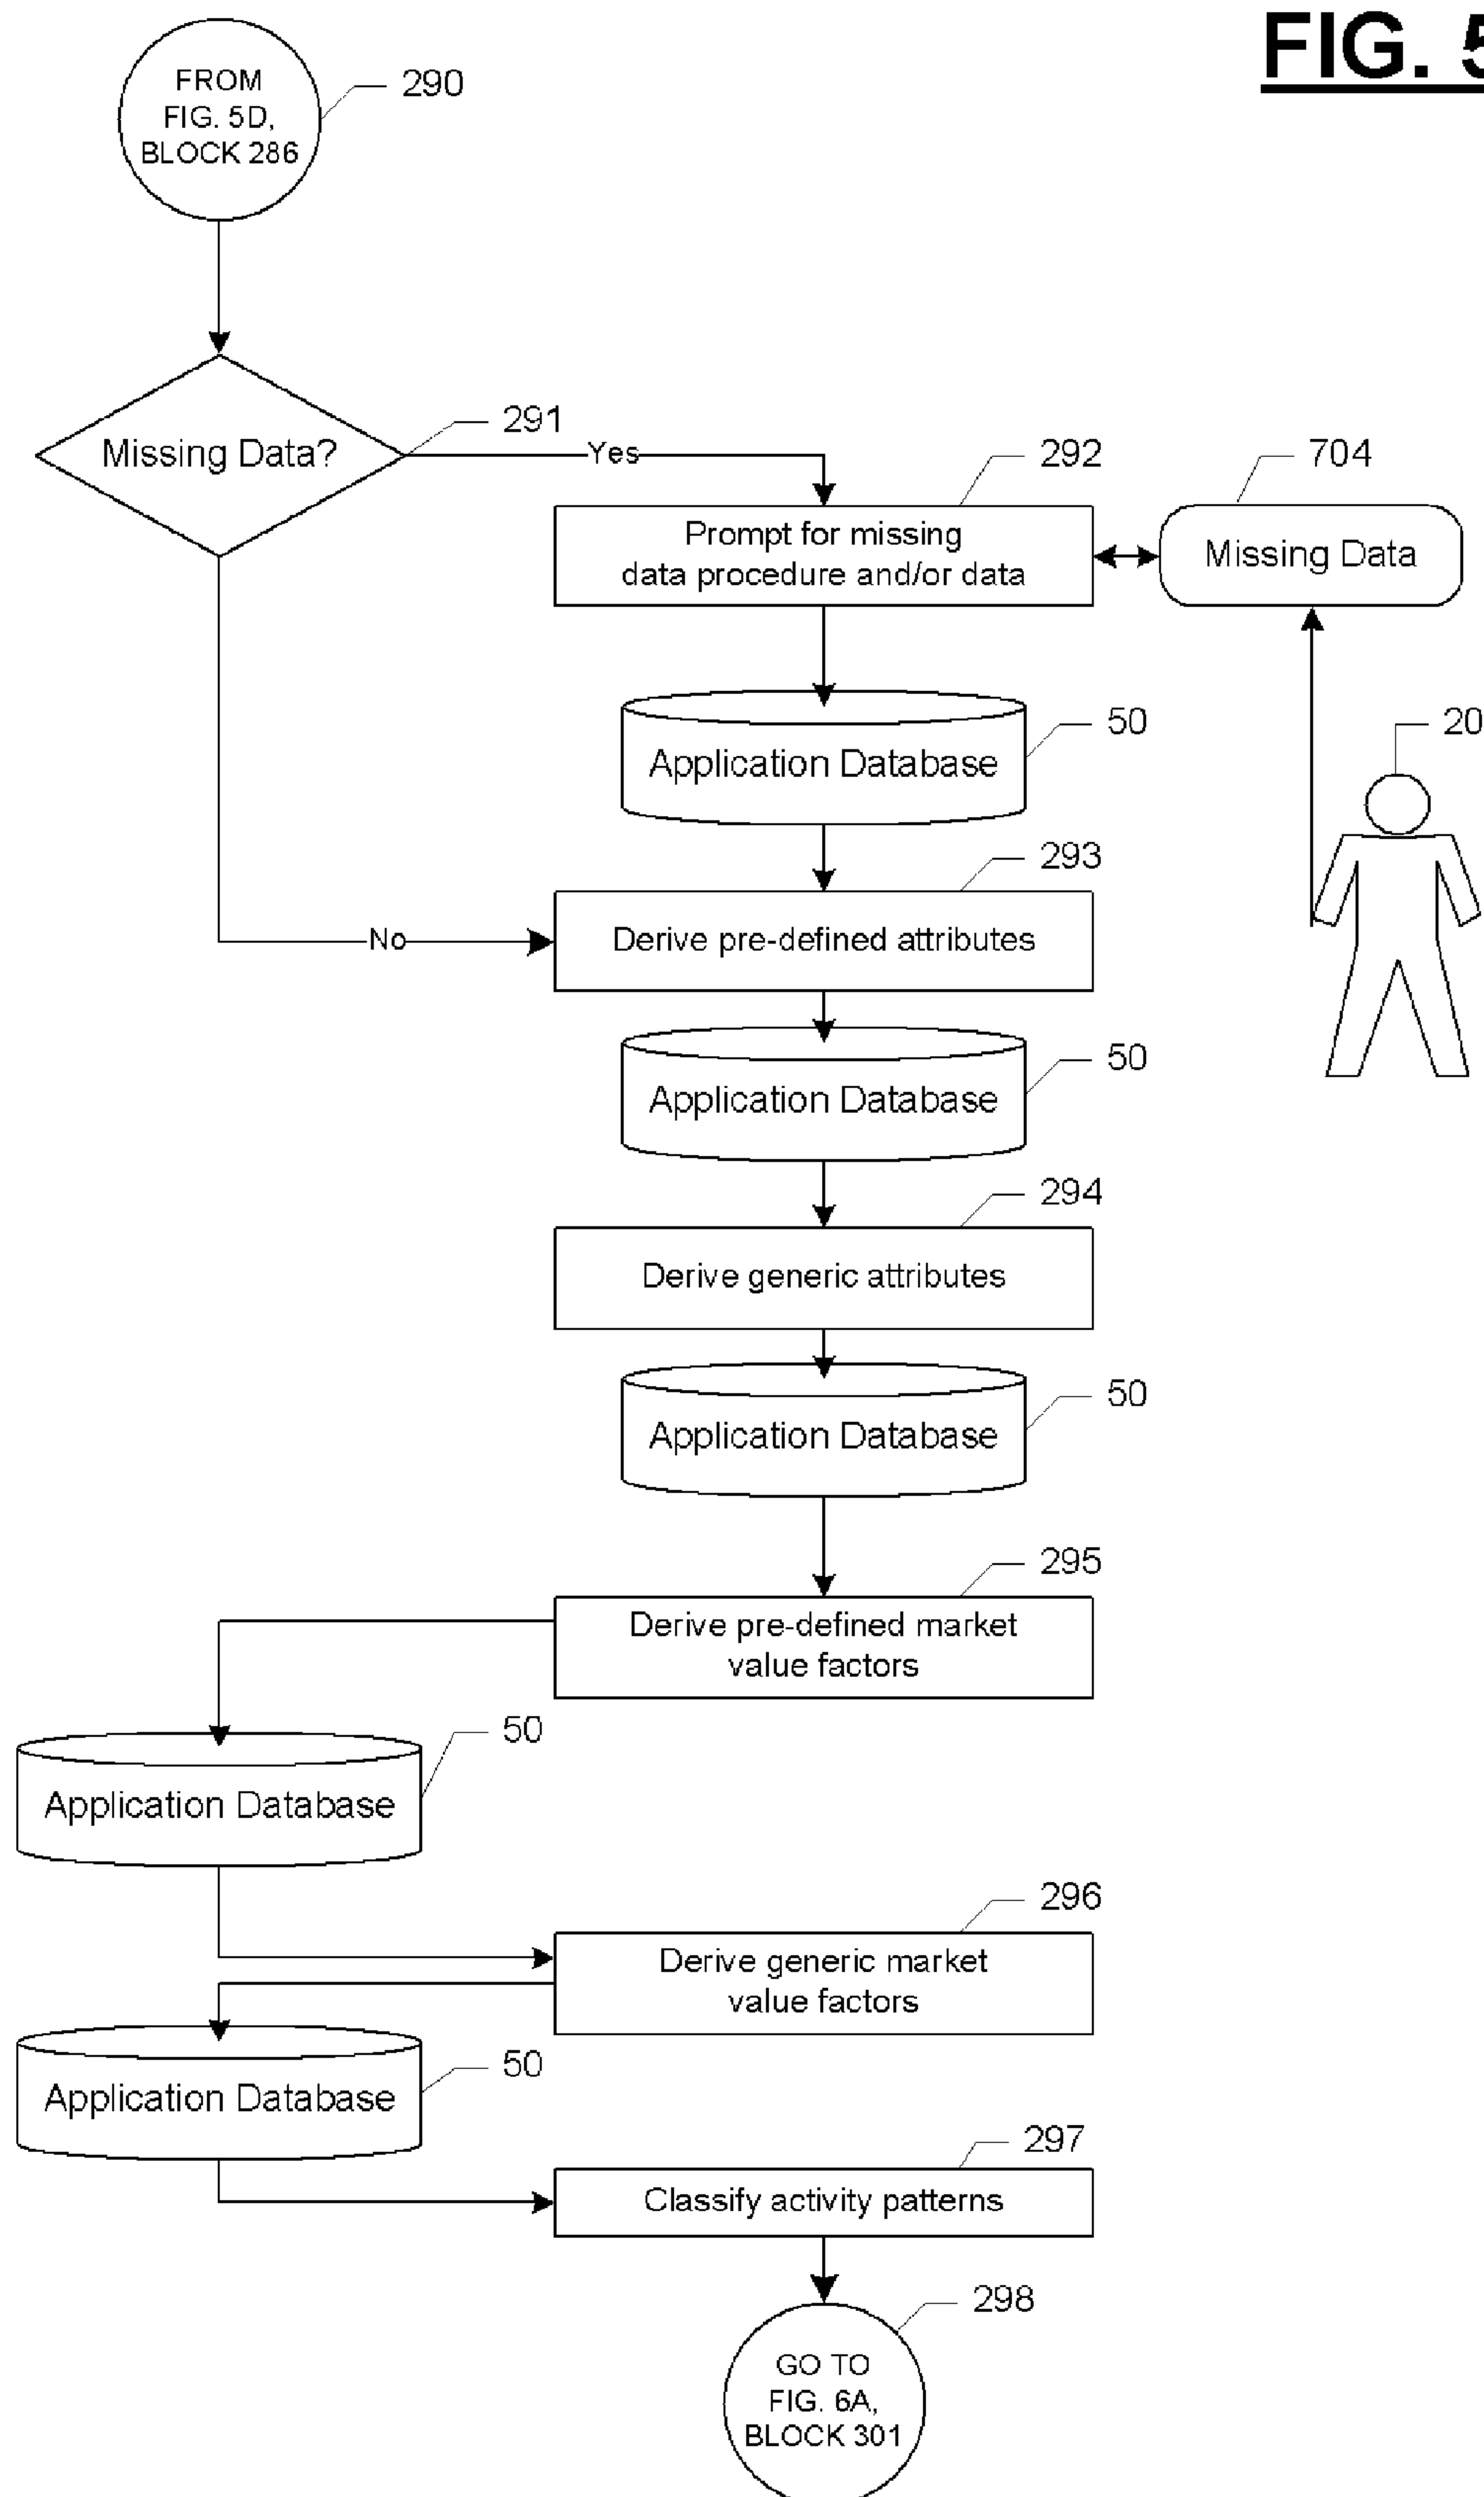 FIG. 5
FROM
FIG. 5D,
BLOCK 286
290
Missing Data?
291
Yes
292
Prompt for missing
data procedure and/or data
704
Missing Data
Application Database
50
20
293
No
Derive pre-defined attributes
Application Database
50
294
Derive generic attributes
Application Database
50
295
Derive pre-defined market
value factors
Application Database
50
296
Derive generic market
value factors
Application Database
50
297
Classify activity patterns
298
GO TO
FIG. 6A,
BLOCK 301